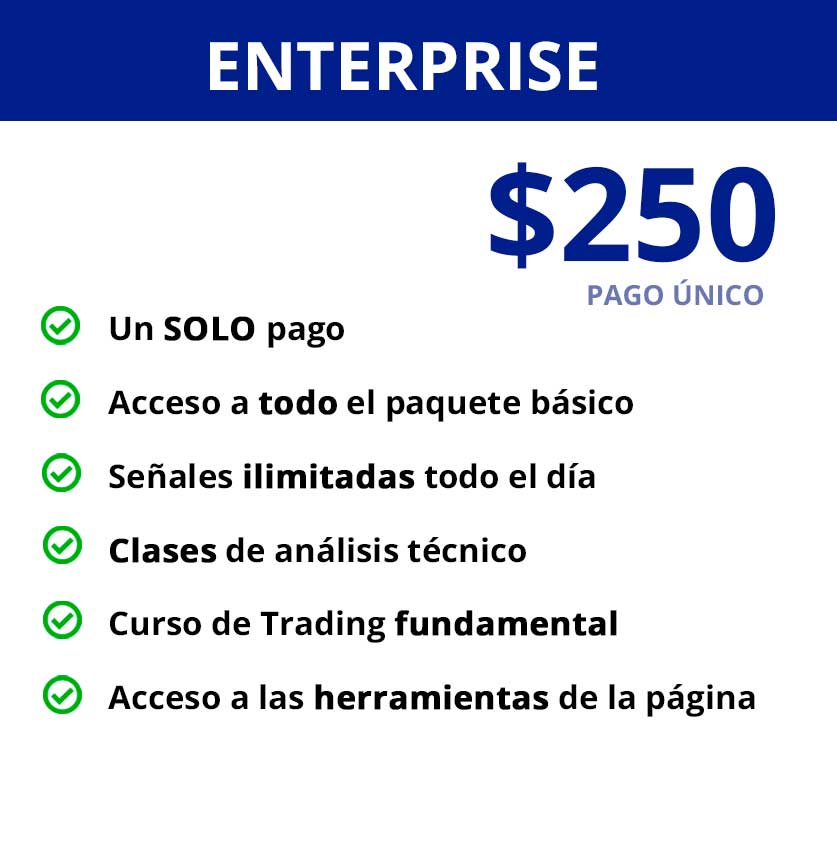 ENTERPRISE
$250
PAGO ÚNICO
Un SOLO pago
Acceso a todo el paquete básico
Señales ilimitadas todo el día
Clases de análisis técnico
Curso de Trading fundamental
Acceso a las herramientas de la página